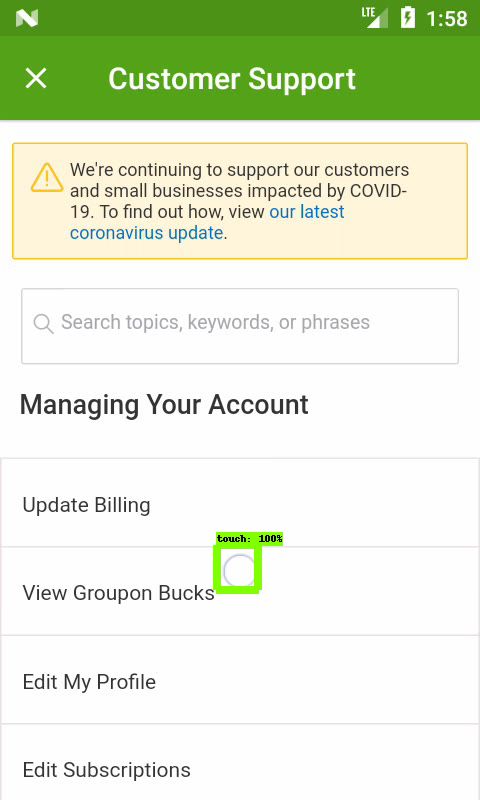 LTE 1:58
Customer Support
We're continuing to support our customers
and small businesses impacted by COVID-
19. To find out how, view our latest
coronavirus update.
Search topics, keywords, or phrases
Managing Your Account
Update Billing
touch: 100%
View Groupon Bucks
Edit My Profile
Edit Subscriptions